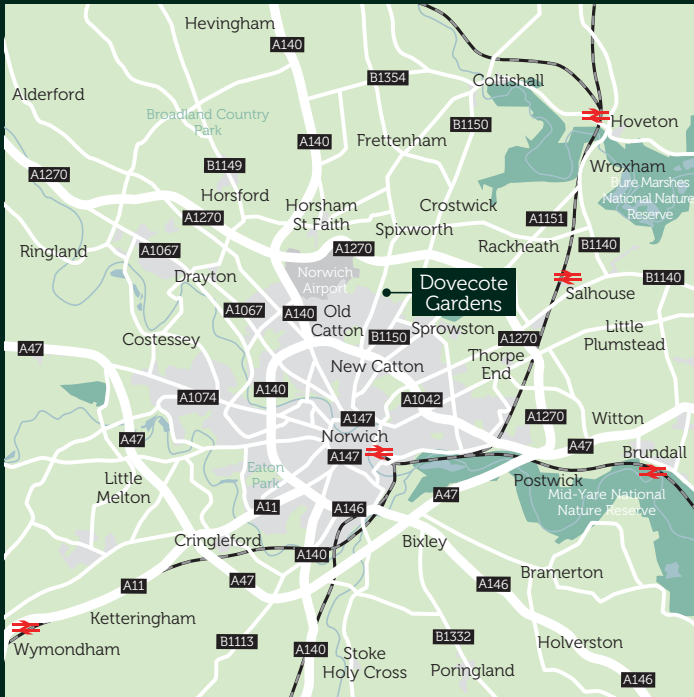 Hevingham
A140
Coltishall
B1354
Alderford
Broadland Country
Park
B1150
Hoveton
A140
Frettenham
B1149
Wroxham
A1270
Horsford
Bure Marshes
National Nature
Reserve
Horsham
St Faith
Crostwick
A1270
A1151
Spixworth
Rackheath
B1140
Ringland
A1067
A1270
Drayton
Norwich
Airport
Dovecote
Gardens
B1140
Salhouse
A1067
A140
Old
Catton
Sprowston
Little
Plumstead
Costessey
B1150
A1270
A47
New Catton
Thorpe
End
A140
A1074
A1042
A147
A1270
Witton
Norwich
A47
A47
A147
Brundall
Eaton
Park
Postwick
Little
Melton
A47
Mid-Yare National
Nature Reserve
A11
A146
Cringleford
Bixley
A140
Bramerton
A47
A11
A146
Ketteringham
B1113
B1332
Holverston
Wymondham
A140
Stoke
Holy Cross
Poringland
A146